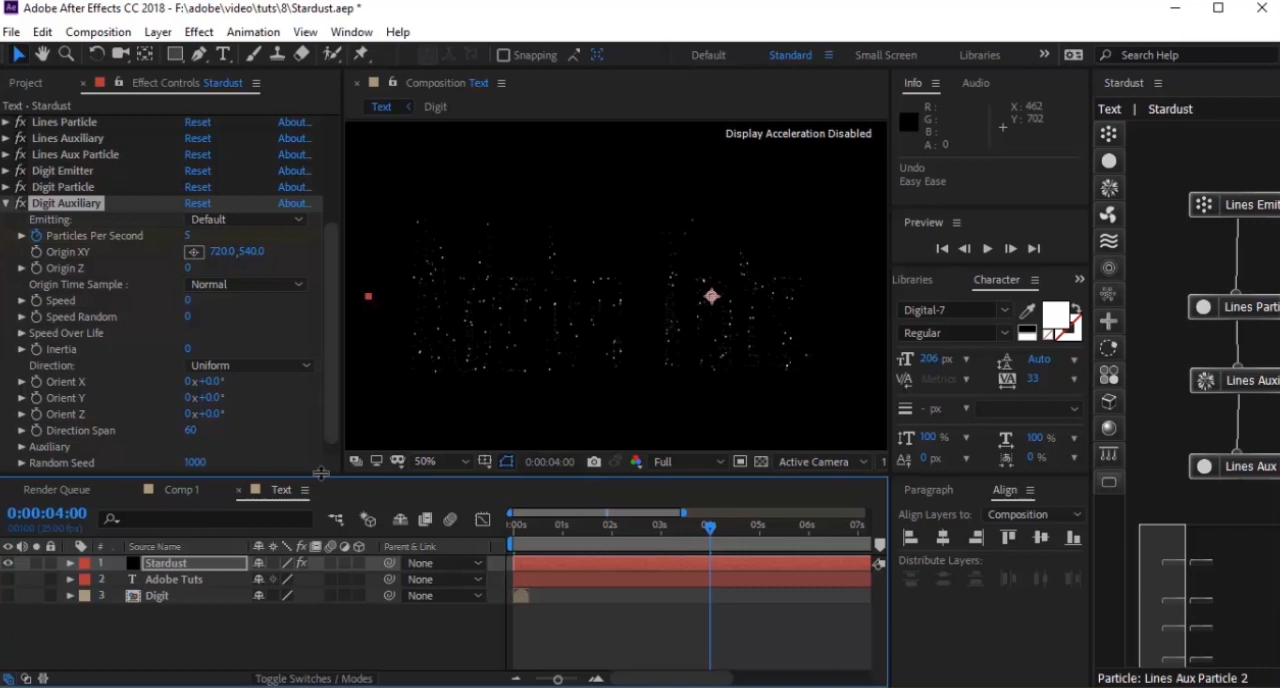 Adobe After Effects CC 2018 - F:\adobe\video\tuts\8\Stardust.aep *
File Edit Composition Layer Effect Animation View Window Help
Snapping Default Standard Small Screen Libraries Search Help
Project Effect Controls Stardust
Text • Stardust
Lines Particle Reset About...
Lines Auxiliary Reset About...
Lines Aux Particle Reset About...
Digit Emitter Reset About...
Digit Particle Reset About...
Digit Auxiliary Reset About...
Emitting: Default
Particles Per Second 5
Origin XY 720.0,540.0
Origin Z 0
Origin Time Sample : Normal
Speed 0
Speed Random 0
Speed Over Life
Inertia 0
Direction: Uniform
Orient X 0x+0.0°
Orient Y 0x+0.0°
Orient Z 0x+0.0°
Direction Span 60
Auxiliary
Random Seed 1000
Composition Text
Text Digit
Display Acceleration Disabled
50% 0:00:04:00 Full Active Camera 1
Info Audio
R :
G :
B :
A : 0
X : 462
Y : 702
Undo
Easy Ease
Preview
Libraries Character
Digital-7
Regular
206 px Auto
Metrics 33
- px
100 % 100 %
0 px 0 %
Paragraph Align
Align Layers to: Composition
Distribute Layers:
Stardust
Text | Stardust
Lines Emit
Lines Parti
Lines Auxi
Lines Aux
Particle: Lines Aux Particle 2
Render Queue Comp 1 Text
0:00:04:00
00100 (25.00 fps)
:00s 01s 02s 03s 05s 06s 07s
# Source Name Parent & Link
1 Stardust None
2 T Adobe Tuts None
3 Digit None
Toggle Switches / Modes